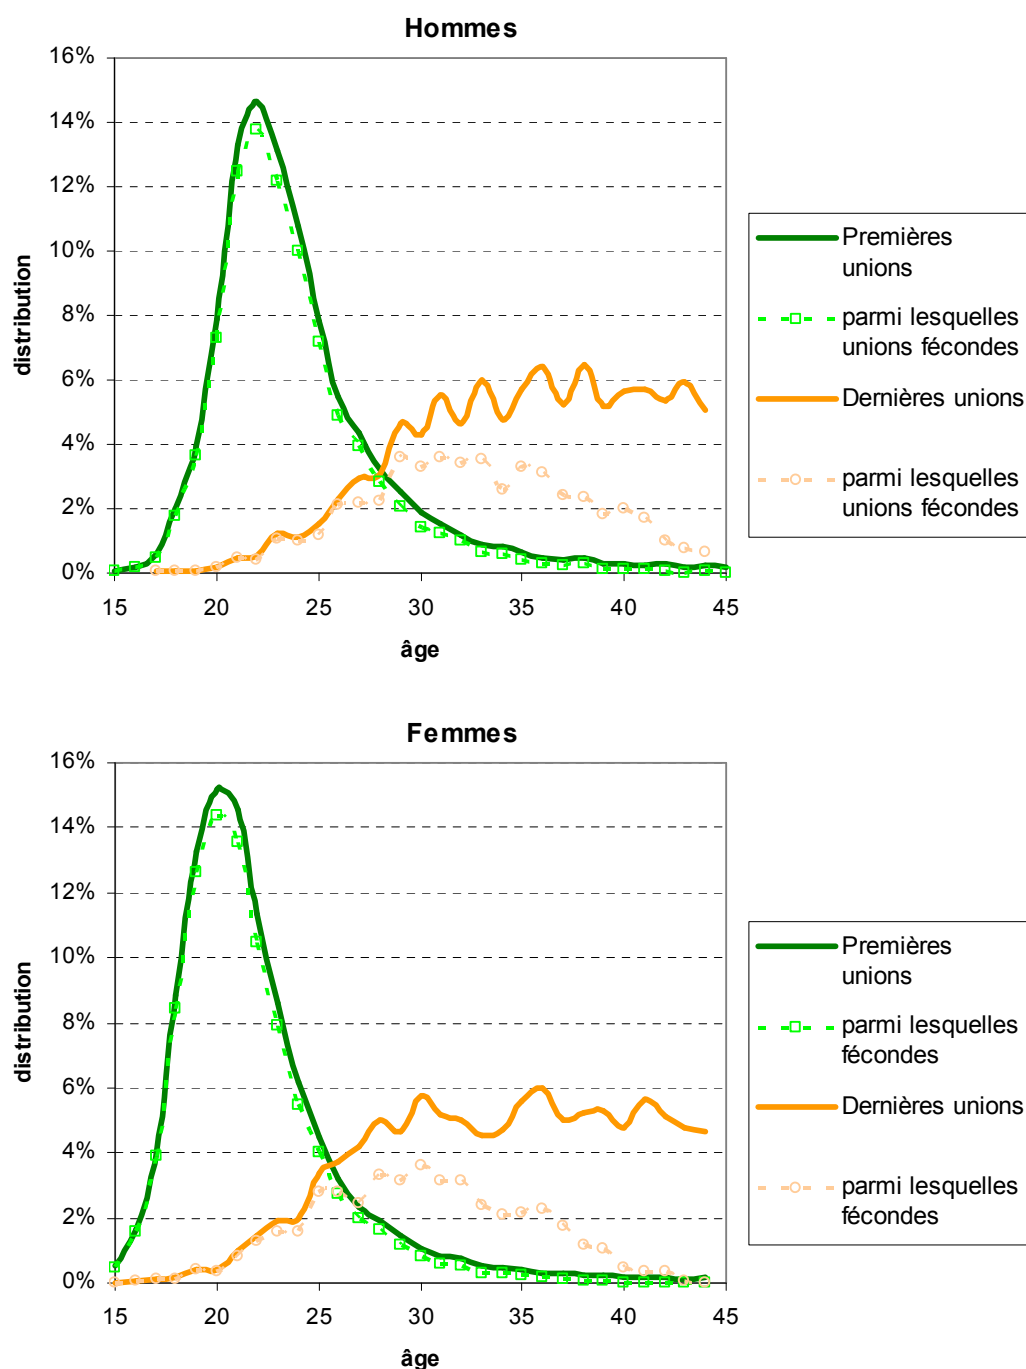 Hommes
16%
14%
12%
10%
8%
6%
4%
2%
0%
distribution
15 20 25 30 35 40 45
âge
Premières
unions
parmi lesquelles
unions fécondes
Dernières unions
parmi lesquelles
unions fécondes
Femmes
16%
14%
12%
10%
8%
6%
4%
2%
0%
distribution
15 20 25 30 35 40 45
âge
Premières
unions
parmi lesquelles
fécondes
Dernières unions
parmi lesquelles
fécondes